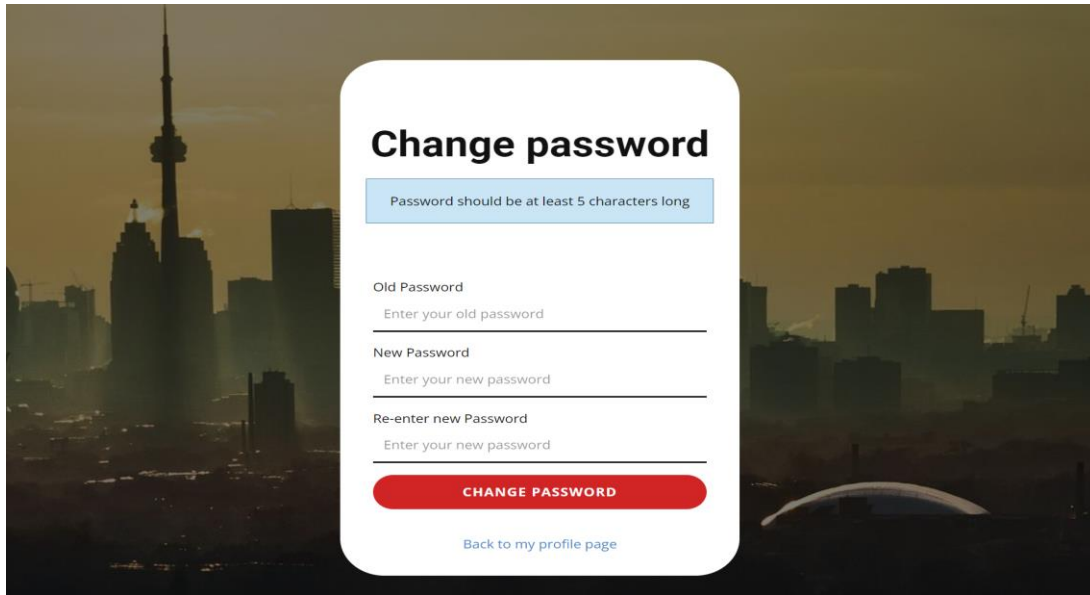 Change password
Password should be at least 5 characters long
Old Password
Enter your old password
New Password
Enter your new password
Re-enter new Password
Enter your new password
CHANGE PASSWORD
Back to my profile page